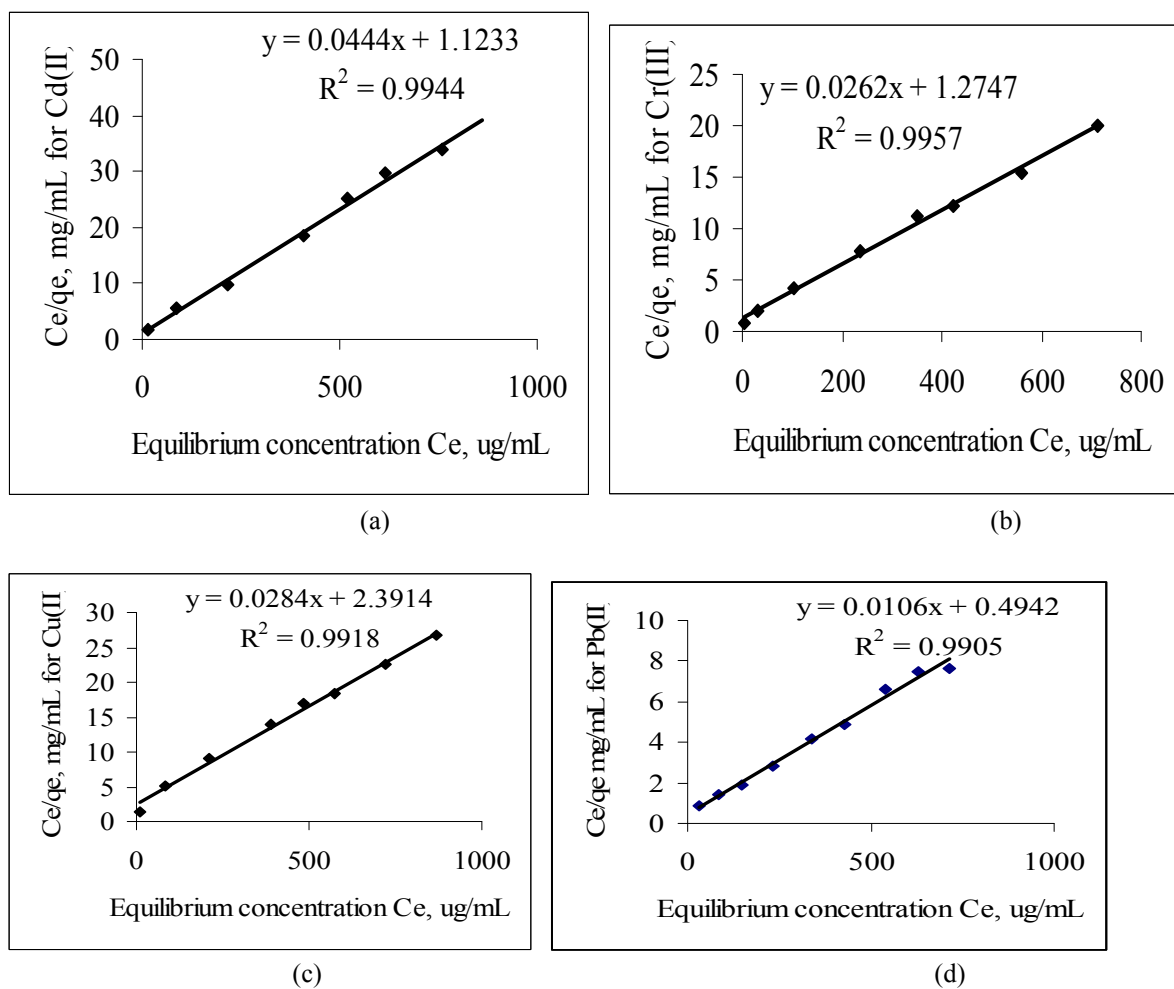 y = 0.0444x + 1.1233
R² = 0.9944
Ce/qe, mg/mL for Cd(II)
50
40
30
20
10
0
0 500 1000
Equilibrium concentration Ce, ug/mL
(a)
y = 0.0262x + 1.2747
R² = 0.9957
Ce/qe, mg/mL for Cr(III)
25
20
15
10
5
0
0 200 400 600 800
Equilibrium concentration Ce, ug/mL
(b)
y = 0.0284x + 2.3914
R² = 0.9918
Ce/qe, mg/mL for Cu(II)
30
25
20
15
10
5
0
0 500 1000
Equilibrium concentration Ce, ug/mL
(c)
y = 0.0106x + 0.4942
R² = 0.9905
Ce/qe mg/mL for Pb(II)
10
8
6
4
2
0
0 500 1000
Equilibrium concentration Ce, ug/mL
(d)